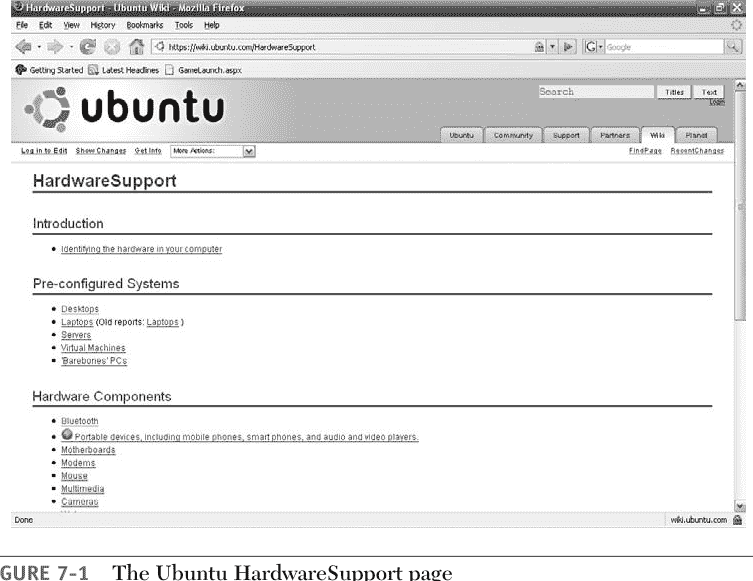 HardwareSupport - Ubuntu Wiki - Mozilla Firefox
File Edit View History Bookmarks Tools Help
https://wiki.ubuntu.com/HardwareSupport
G Google
Getting Started Latest Headlines GameLaunch.aspx
ubuntu
Search Titles Text
Login
Ubuntu Community Support Partners Wiki Planet
Log in to Edit Show Changes Get Info More Actions: FindPage RecentChanges
HardwareSupport
Introduction
Identifying the hardware in your computer
Pre-configured Systems
Desktops
Laptops (Old reports: Laptops )
Servers
Virtual Machines
'Barebones' PCs
Hardware Components
Bluetooth
Portable devices, including mobile phones, smart phones, and audio and video players.
Motherboards
Modems
Mouse
Multimedia
Cameras
Done wiki.ubuntu.com
GURE 7-1 The Ubuntu HardwareSupport page